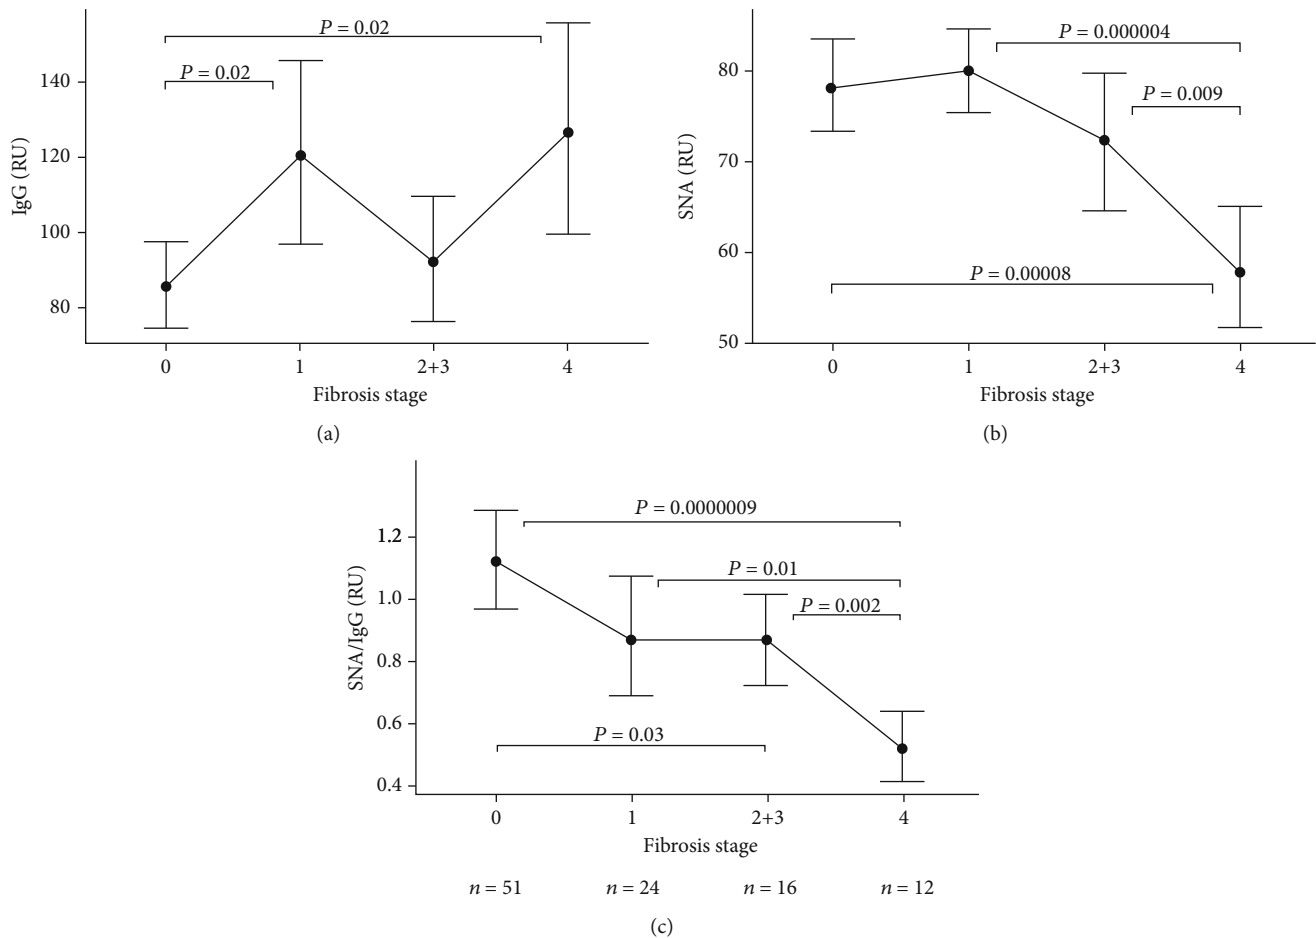 P = 0.02
P = 0.02
140
120
100
80
IgG (RU)
0 1 2+3 4
Fibrosis stage
(a)
P = 0.000004
P = 0.009
P = 0.00008
80
70
60
50
SNA (RU)
0 1 2+3 4
Fibrosis stage
(b)
P = 0.0000009
P = 0.01
P = 0.002
P = 0.03
1.2
1.0
0.8
0.6
0.4
SNA/IgG (RU)
0 1 2+3 4
Fibrosis stage
n = 51 n = 24 n = 16 n = 12
(c)